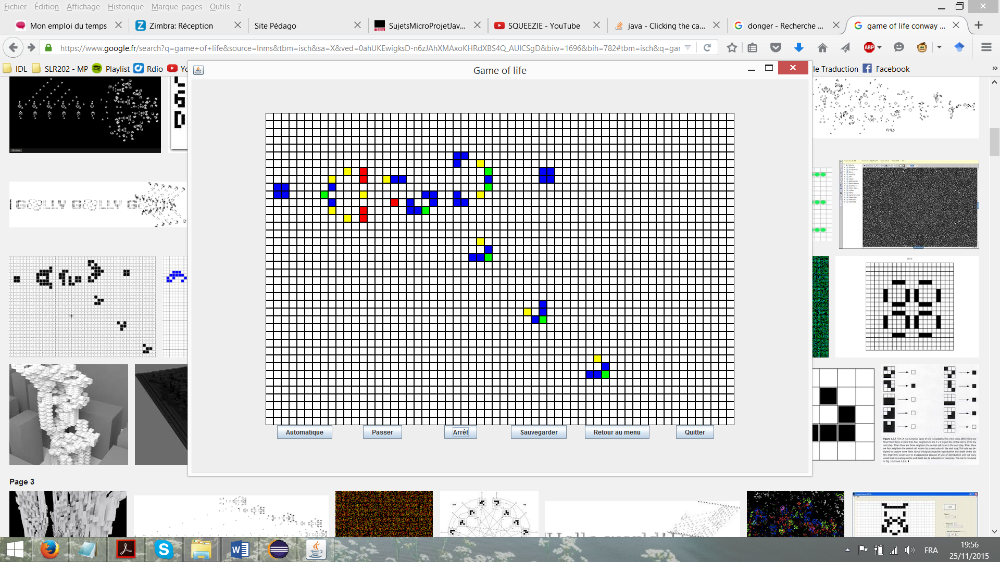 Fichier Édition Affichage Historique Marque-pages Outils ?
Mon emploi du temps
Zimbra: Réception
Site Pédago
SujetsMicroProjetJav...
SQUEEZIE - YouTube
java - Clicking the ca...
donger - Recherche ...
game of life conway ...
https://www.google.fr/search?q=game+of+life&source=lnms&tbm=isch&sa=X&ved=0ahUKEwigksD-n6zJAhXMAxoKHRdXBS4Q_AUICSgD&biw=1696&bih=782#tbm=isch&q=gar
ABP
IDL SLR202 - MP Playlist Rdio Yo
le Traduction Facebook
Game of life
Automatique Passer Arrêt Sauvegarder Retour au menu Quitter
Page 3
FRA
19:56
25/11/2015